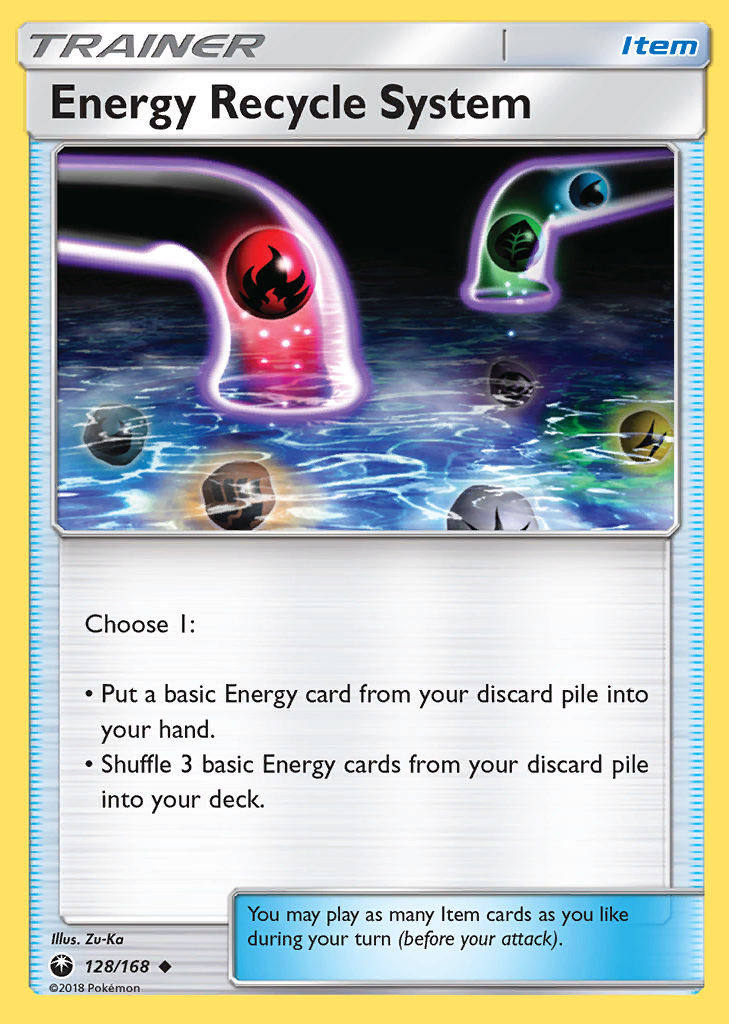 TRAINER
Item
Energy Recycle System
Choose 1:
• Put a basic Energy card from your discard pile into
your hand.
• Shuffle 3 basic Energy cards from your discard pile
into your deck.
You may play as many Item cards as you like
during your turn (before your attack).
Illus. Zu-Ka
128/168 ◆
©2018 Pokémon